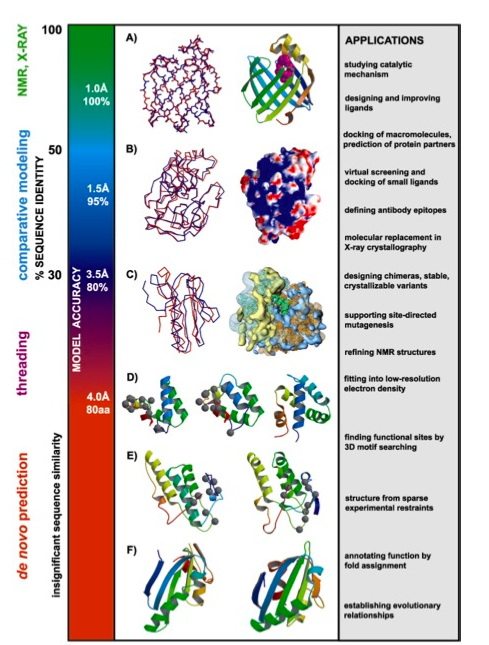 NMR, X-RAY
comparative modeling
threading
de novo prediction
% SEQUENCE IDENTITY
insignificant sequence similarity
100
50
30
MODEL ACCURACY
1.0Å
100%
1.5Å
95%
3.5Å
80%
4.0Å
80aa
A)
B)
C)
D)
E)
F)
APPLICATIONS
studying catalytic
mechanism
designing and improving
ligands
docking of macromolecules,
prediction of protein partners
virtual screening and
docking of small ligands
defining antibody epitopes
molecular replacement in
X-ray crystallography
designing chimeras, stable,
crystallizable variants
supporting site-directed
mutagenesis
refining NMR structures
fitting into low-resolution
electron density
finding functional sites by
3D motif searching
structure from sparse
experimental restraints
annotating function by
fold assignment
establishing evolutionary
relationships